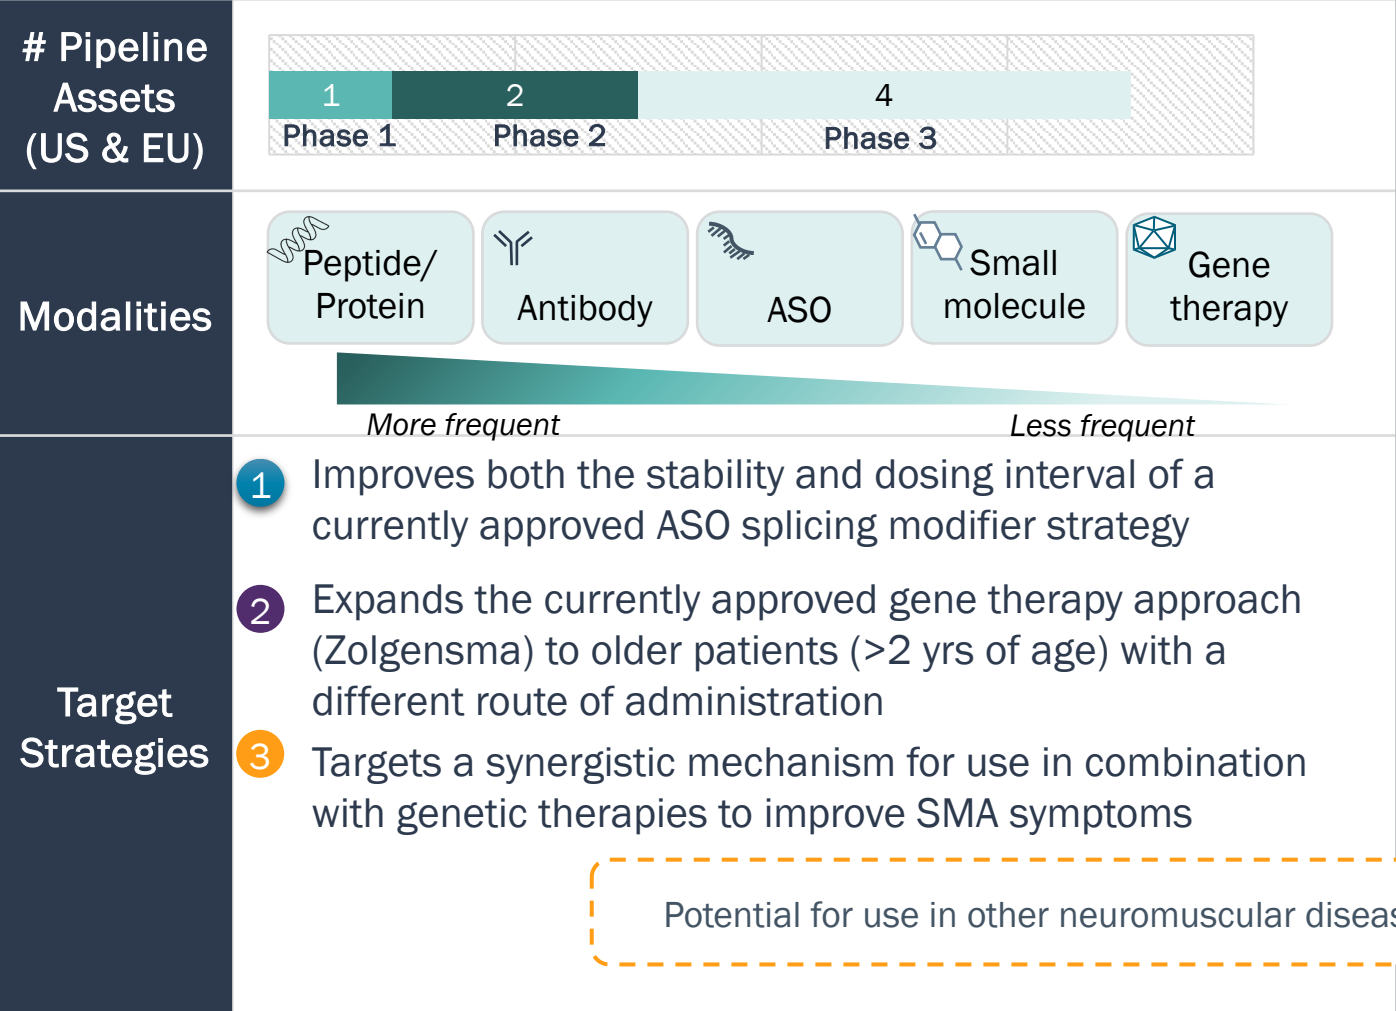 # Pipeline
Assets
(US & EU)
1
2
4
Phase 1
Phase 2
Phase 3
Modalities
Peptide/
Protein
Antibody
ASO
Small
molecule
Gene
therapy
More frequent
Less frequent
Target
Strategies
1
Improves both the stability and dosing interval of a
currently approved ASO splicing modifier strategy
2
Expands the currently approved gene therapy approach
(Zolgensma) to older patients (>2 yrs of age) with a
different route of administration
3
Targets a synergistic mechanism for use in combination
with genetic therapies to improve SMA symptoms
Potential for use in other neuromuscular